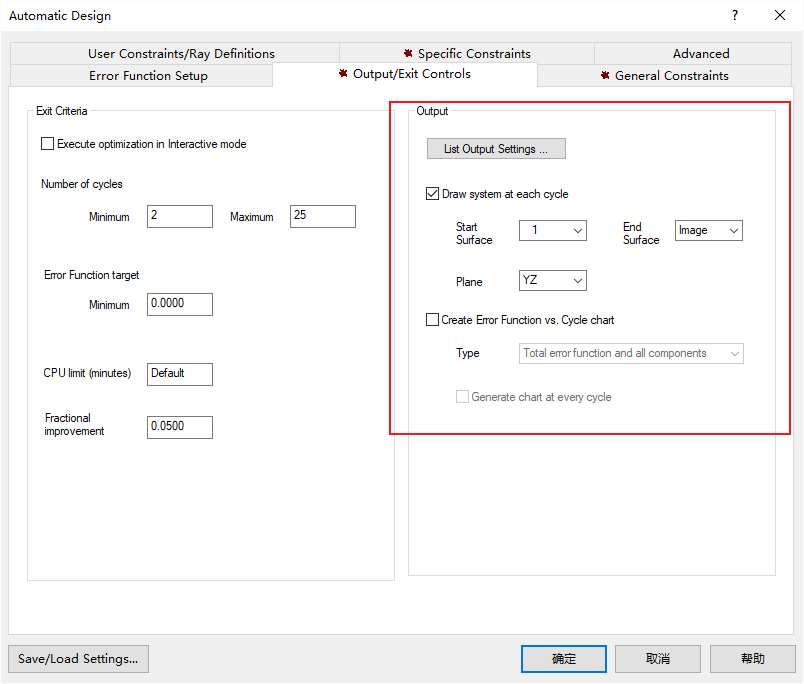 Automatic Design
?
User Constraints/Ray Definitions
Specific Constraints
Advanced
Error Function Setup
Output/Exit Controls
General Constraints
Exit Criteria
Execute optimization in Interactive mode
Number of cycles
Minimum 2 Maximum 25
Error Function target
Minimum 0.0000
CPU limit (minutes) Default
Fractional
improvement 0.0500
Output
List Output Settings ...
Draw system at each cycle
Start
Surface 1
End
Surface Image
Plane YZ
Create Error Function vs. Cycle chart
Type Total error function and all components
Generate chart at every cycle
Save/Load Settings...
确定
取消
帮助